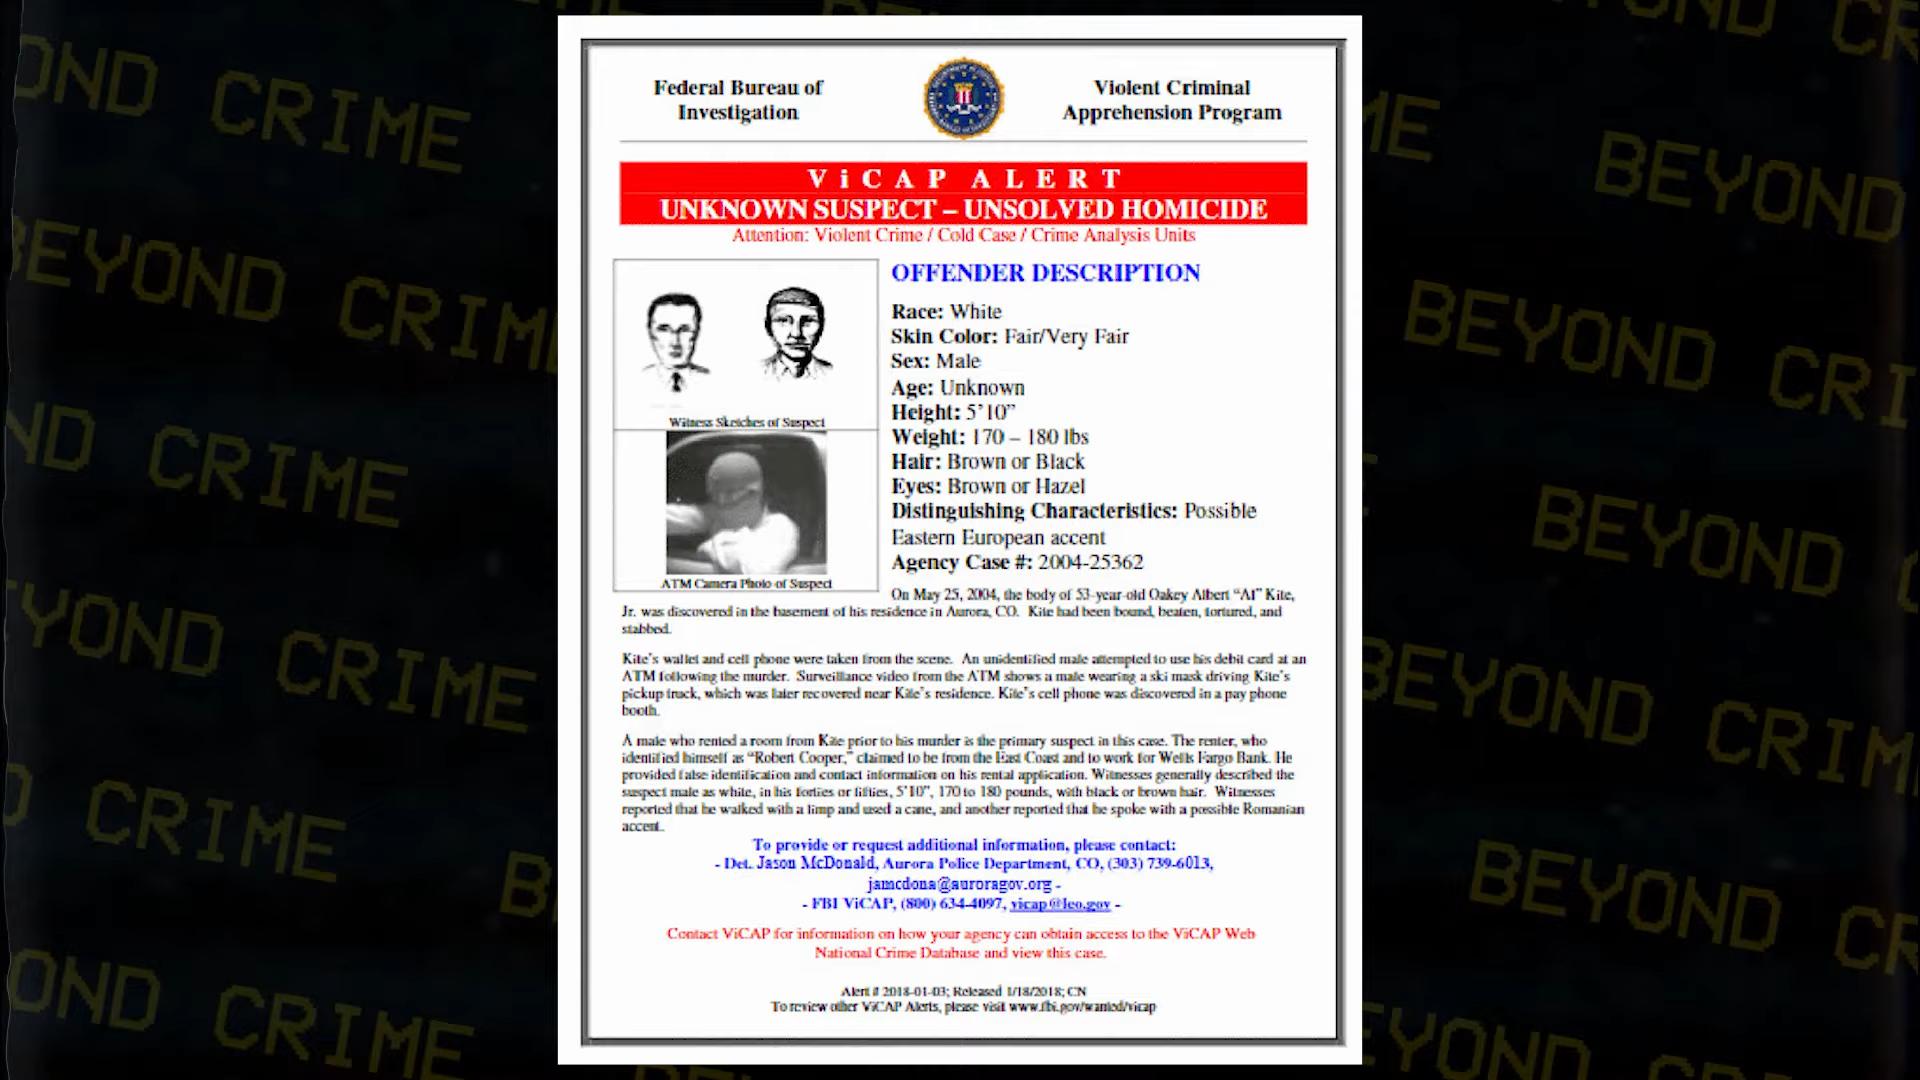 Federal Bureau of
Investigation
Violent Criminal
Apprehension Program
ViCAP ALERT
UNKNOWN SUSPECT – UNSOLVED HOMICIDE
Attention: Violent Crime / Cold Case / Crime Analysis Units
Witness Sketches of Suspect
ATM Camera Photo of Suspect
OFFENDER DESCRIPTION
Race: White
Skin Color: Fair/Very Fair
Sex: Male
Age: Unknown
Height: 5’10”
Weight: 170 – 180 lbs
Hair: Brown or Black
Eyes: Brown or Hazel
Distinguishing Characteristics: Possible
Eastern European accent
Agency Case #: 2004-25362
On May 25, 2004, the body of 53-year-old Oakey Albert “Al” Kite,
Jr. was discovered in the basement of his residence in Aurora, CO. Kite had been bound, beaten, tortured, and
stabbed.
Kite’s wallet and cell phone were taken from the scene. An unidentified male attempted to use his debit card at an
ATM following the murder. Surveillance video from the ATM shows a male wearing a ski mask driving Kite’s
pickup truck, which was later recovered near Kite’s residence. Kite’s cell phone was discovered in a pay phone
booth.
A male who rented a room from Kite prior to his murder is the primary suspect in this case. The renter, who
identified himself as “Robert Cooper,” claimed to be from the East Coast and to work for Wells Fargo Bank. He
provided false identification and contact information on his rental application. Witnesses generally described the
suspect male as white, in his forties or fifties, 5’10”, 170 to 180 pounds, with black or brown hair. Witnesses
reported that he walked with a limp and used a cane, and another reported that he spoke with a possible Romanian
accent.
To provide or request additional information, please contact:
- Det. Jason McDonald, Aurora Police Department, CO, (303) 739-6013,
jamcdona@auroragov.org -
- FBI ViCAP, (800) 634-4097, vicap@leo.gov -
Contact ViCAP for information on how your agency can obtain access to the ViCAP Web
National Crime Database and view this case.
Alert # 2018-01-03; Released 1/18/2018; CN
To review other ViCAP Alerts, please visit www.fbi.gov/wanted/vicap
BEYOND CRIME
BEYOND CRIME